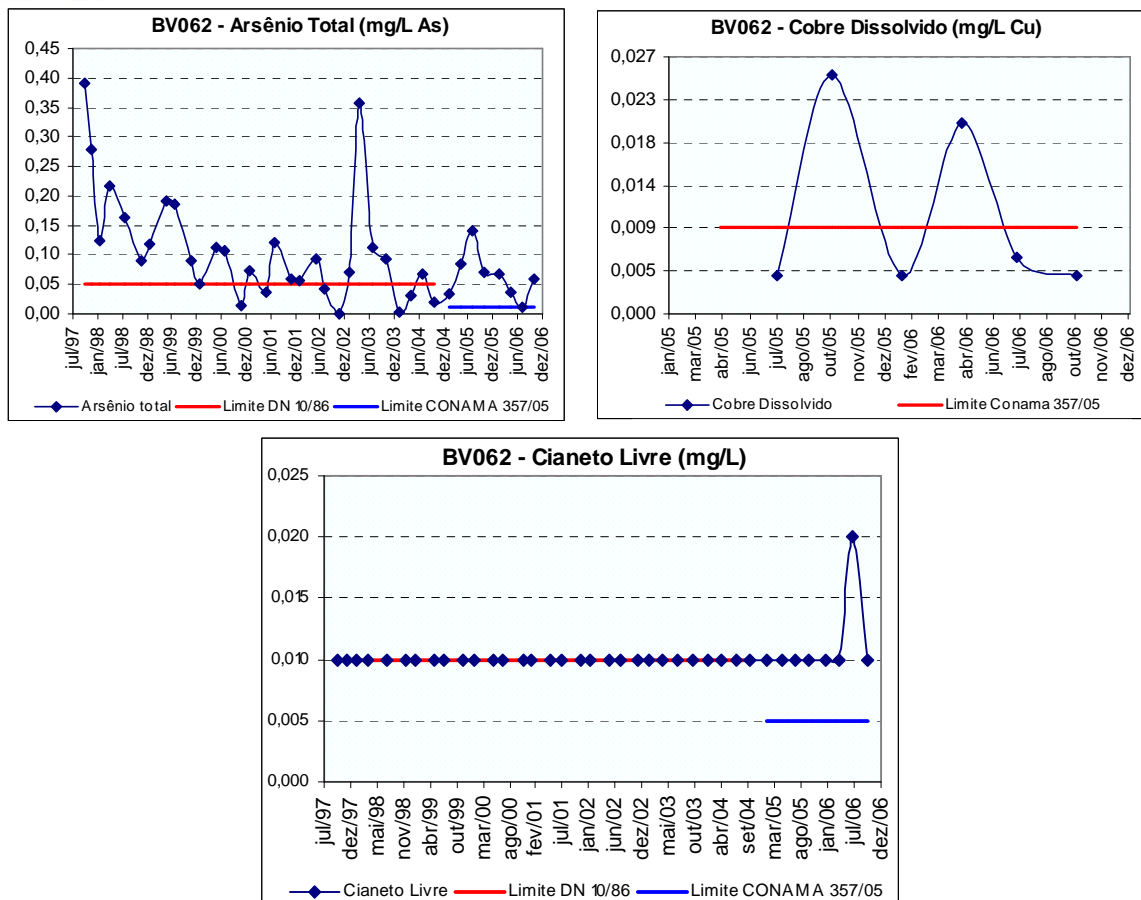 BV062 - Arsênio Total (mg/L As)
0,45
0,40
0,35
0,30
0,25
0,20
0,15
0,10
0,05
0,00
jul/97
jan/98
jul/98
dez/98
jun/99
dez/99
jun/00
dez/00
jun/01
dez/01
jun/02
dez/02
jun/03
dez/03
jun/04
dez/04
jun/05
dez/05
jun/06
dez/06
Arsênio total Limite DN 10/86 Limite CONAMA 357/05
BV062 - Cobre Dissolvido (mg/L Cu)
0,027
0,023
0,018
0,014
0,009
0,005
0,000
jan/05
mar/05
abr/05
jul/05
out/05
nov/05
dez/05
fev/06
mar/06
abr/06
jun/06
jul/06
ago/06
out/06
nov/06
dez/06
Cobre Dissolvido Limite Conama 357/05
BV062 - Cianeto Livre (mg/L)
0,025
0,020
0,015
0,010
0,005
0,000
jul/97
dez/97
mai/98
nov/98
abr/99
out/99
mar/00
ago/00
fev/01
jul/01
jan/02
jun/02
dez/02
mai/03
out/03
abr/04
set/04
mar/05
ago/05
jan/06
jul/06
dez/06
Cianeto Livre Limite DN 10/86 Limite CONAMA 357/05